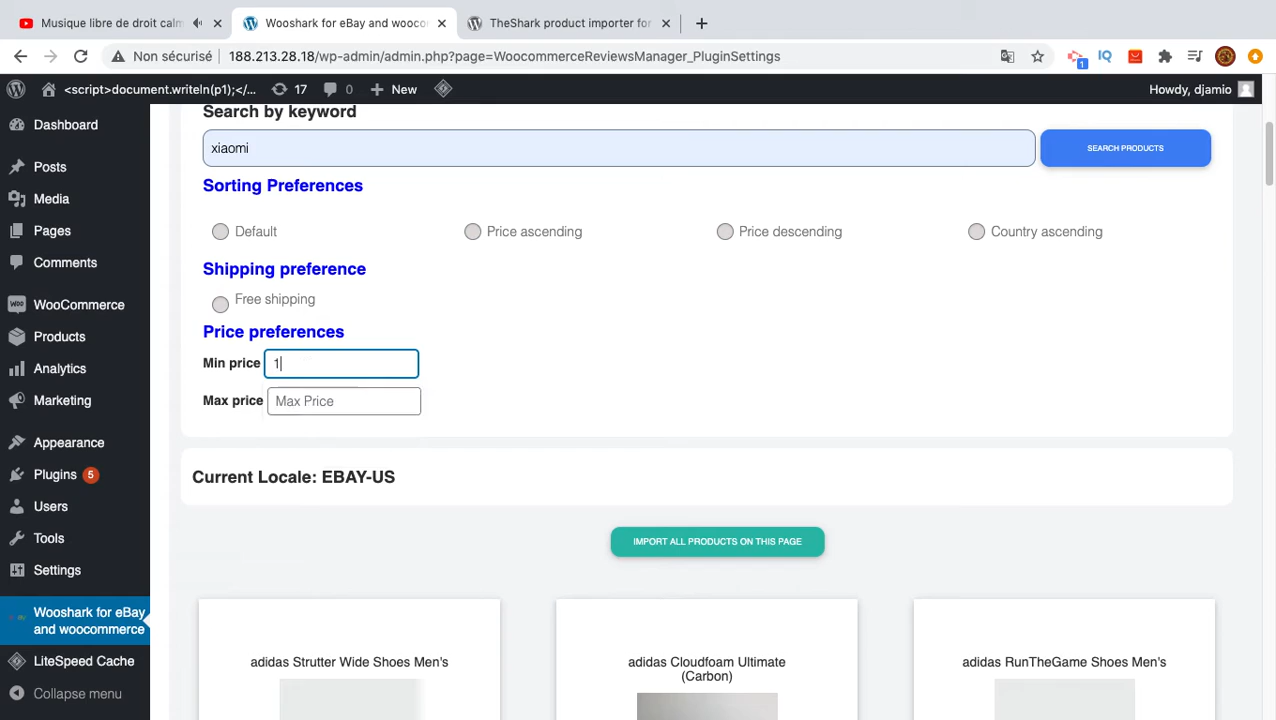 Musique libre de droit calm
Wooshark for eBay and wooco
TheShark product importer for
Non sécurisé
188.213.28.18/wp-admin/admin.php?page=WoocommerceReviewsManager_PluginSettings
1
<script>document.writeln(p1);</...
17
0
New
Howdy, djamio
Dashboard
Posts
Media
Pages
Comments
WooCommerce
Products
Analytics
Marketing
Appearance
Plugins 5
Users
Tools
Settings
Wooshark for eBay
and woocommerce
LiteSpeed Cache
Collapse menu
Search by keyword
xiaomi
SEARCH PRODUCTS
Sorting Preferences
Default
Price ascending
Price descending
Country ascending
Shipping preference
Free shipping
Price preferences
Min price 1
Max price Max Price
Current Locale: EBAY-US
IMPORT ALL PRODUCTS ON THIS PAGE
adidas Strutter Wide Shoes Men's
adidas Cloudfoam Ultimate
(Carbon)
adidas RunTheGame Shoes Men's